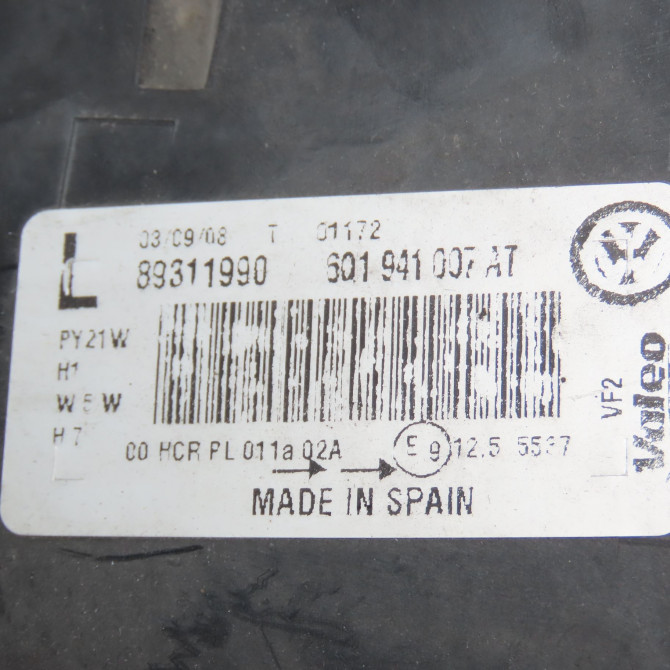 L
03/09/08 T 01172
89311990 6Q1 941 007 AT
PY21W
H1
W5W
H7
00 HCR PL 011a 02A E9 12.5 5537
MADE IN SPAIN
VF2
Valeo